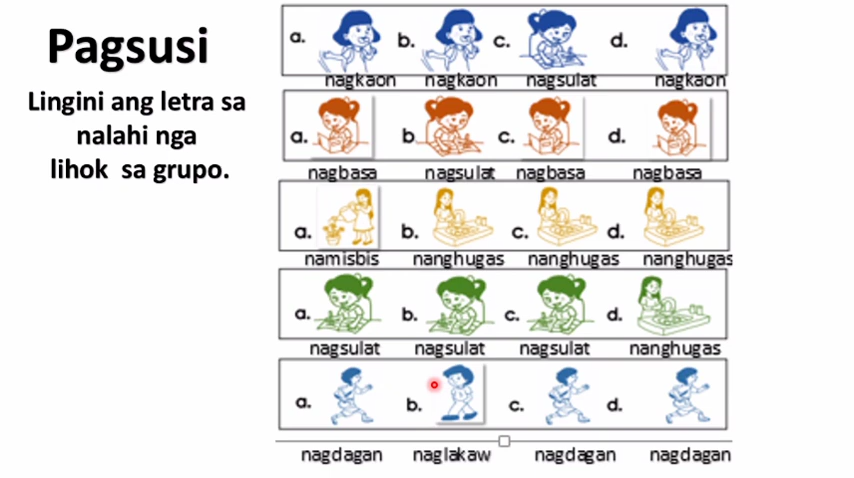 Pagsusi
Lingini ang letra sa
nalahi nga
lihok sa grupo.
a. b. c. d.
nagkaon nagkaon nagsulat nagkaon
a. b c. d.
nagbasa nagsulat nagbasa nagbasa
a. b. c. d.
namisbis nanghugas nanghugas nanghugas
a. b. c. d.
nagsulat nagsulat nagsulat nanghugas
a. b. c. d.
nagdagan naglakaw nagdagan nagdagan